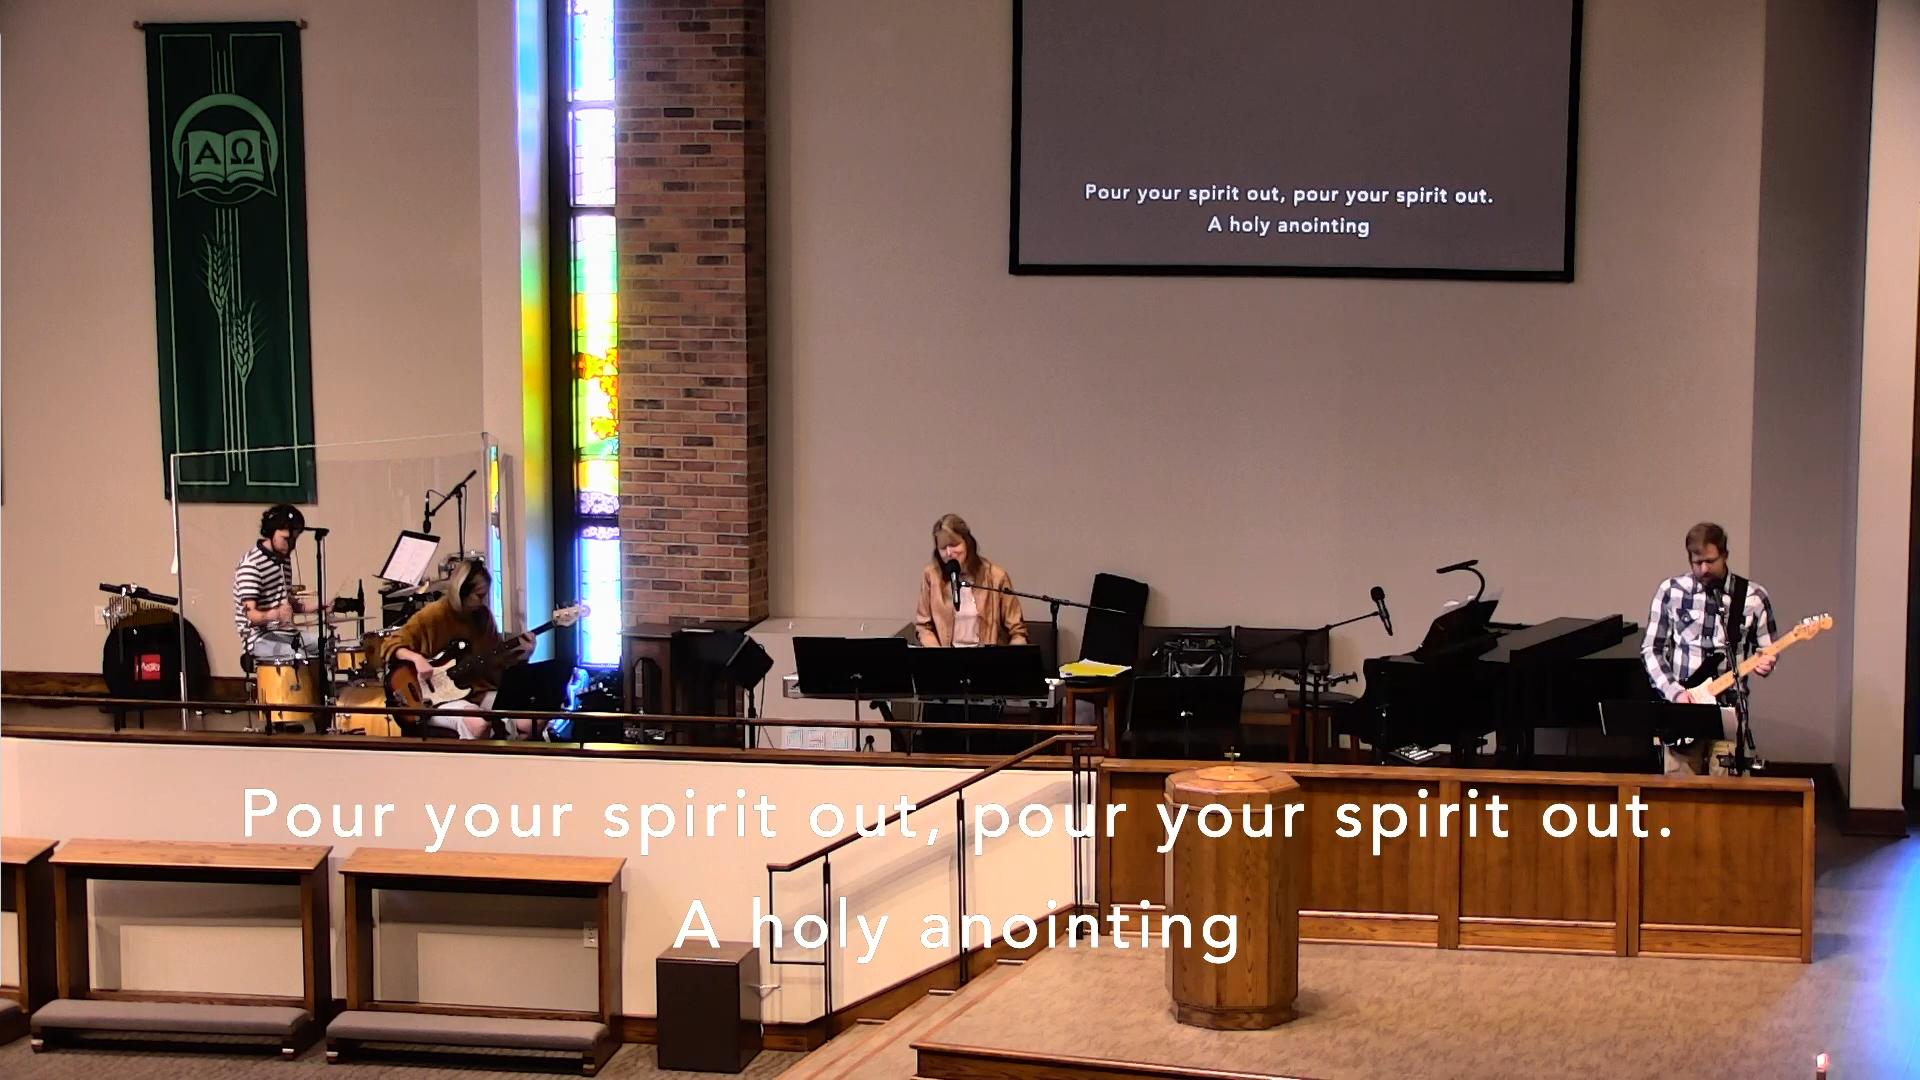 Α Ω
Pour your spirit out, pour your spirit out.
A holy anointing
Pour your spirit out, pour your spirit out.
A holy anointing